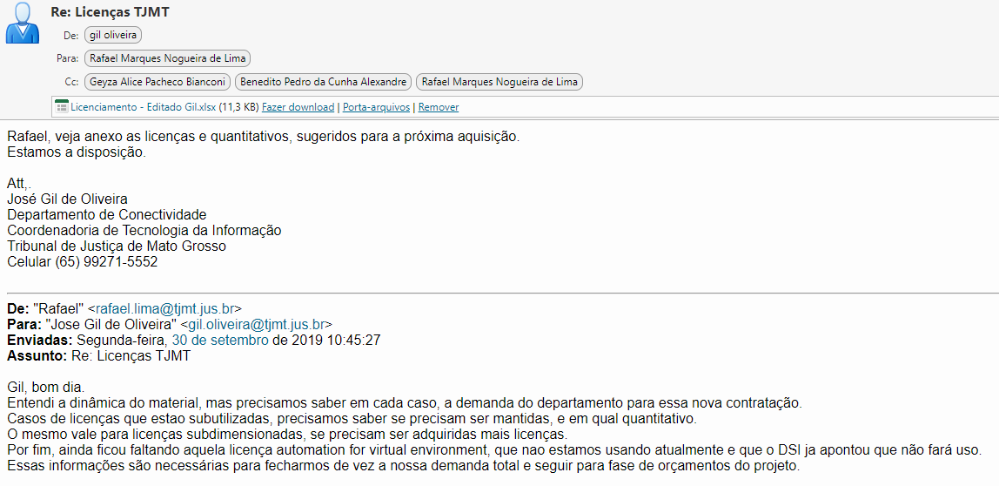 Re: Licenças TJMT
De: gil oliveira
Para: Rafael Marques Nogueira de Lima
Cc: Geyza Alice Pacheco Bianconi Benedito Pedro da Cunha Alexandre Rafael Marques Nogueira de Lima
Licenciamento - Editado Gil.xlsx (11,3 KB) Fazer download | Porta-arquivos | Remover
Rafael, veja anexo as licenças e quantitativos, sugeridos para a próxima aquisição.
Estamos a disposição.
Att,.
José Gil de Oliveira
Departamento de Conectividade
Coordenadoria de Tecnologia da Informação
Tribunal de Justiça de Mato Grosso
Celular (65) 99271-5552
De: "Rafael" <rafael.lima@tjmt.jus.br>
Para: "Jose Gil de Oliveira" <gil.oliveira@tjmt.jus.br>
Enviadas: Segunda-feira, 30 de setembro de 2019 10:45:27
Assunto: Re: Licenças TJMT
Gil, bom dia.
Entendi a dinâmica do material, mas precisamos saber em cada caso, a demanda do departamento para essa nova contratação.
Casos de licenças que estao subutilizadas, precisamos saber se precisam ser mantidas, e em qual quantitativo.
O mesmo vale para licenças subdimensionadas, se precisam ser adquiridas mais licenças.
Por fim, ainda ficou faltando aquela licença automation for virtual environment, que nao estamos usando atualmente e que o DSI ja apontou que não fará uso.
Essas informações são necessárias para fecharmos de vez a nossa demanda total e seguir para fase de orçamentos do projeto.